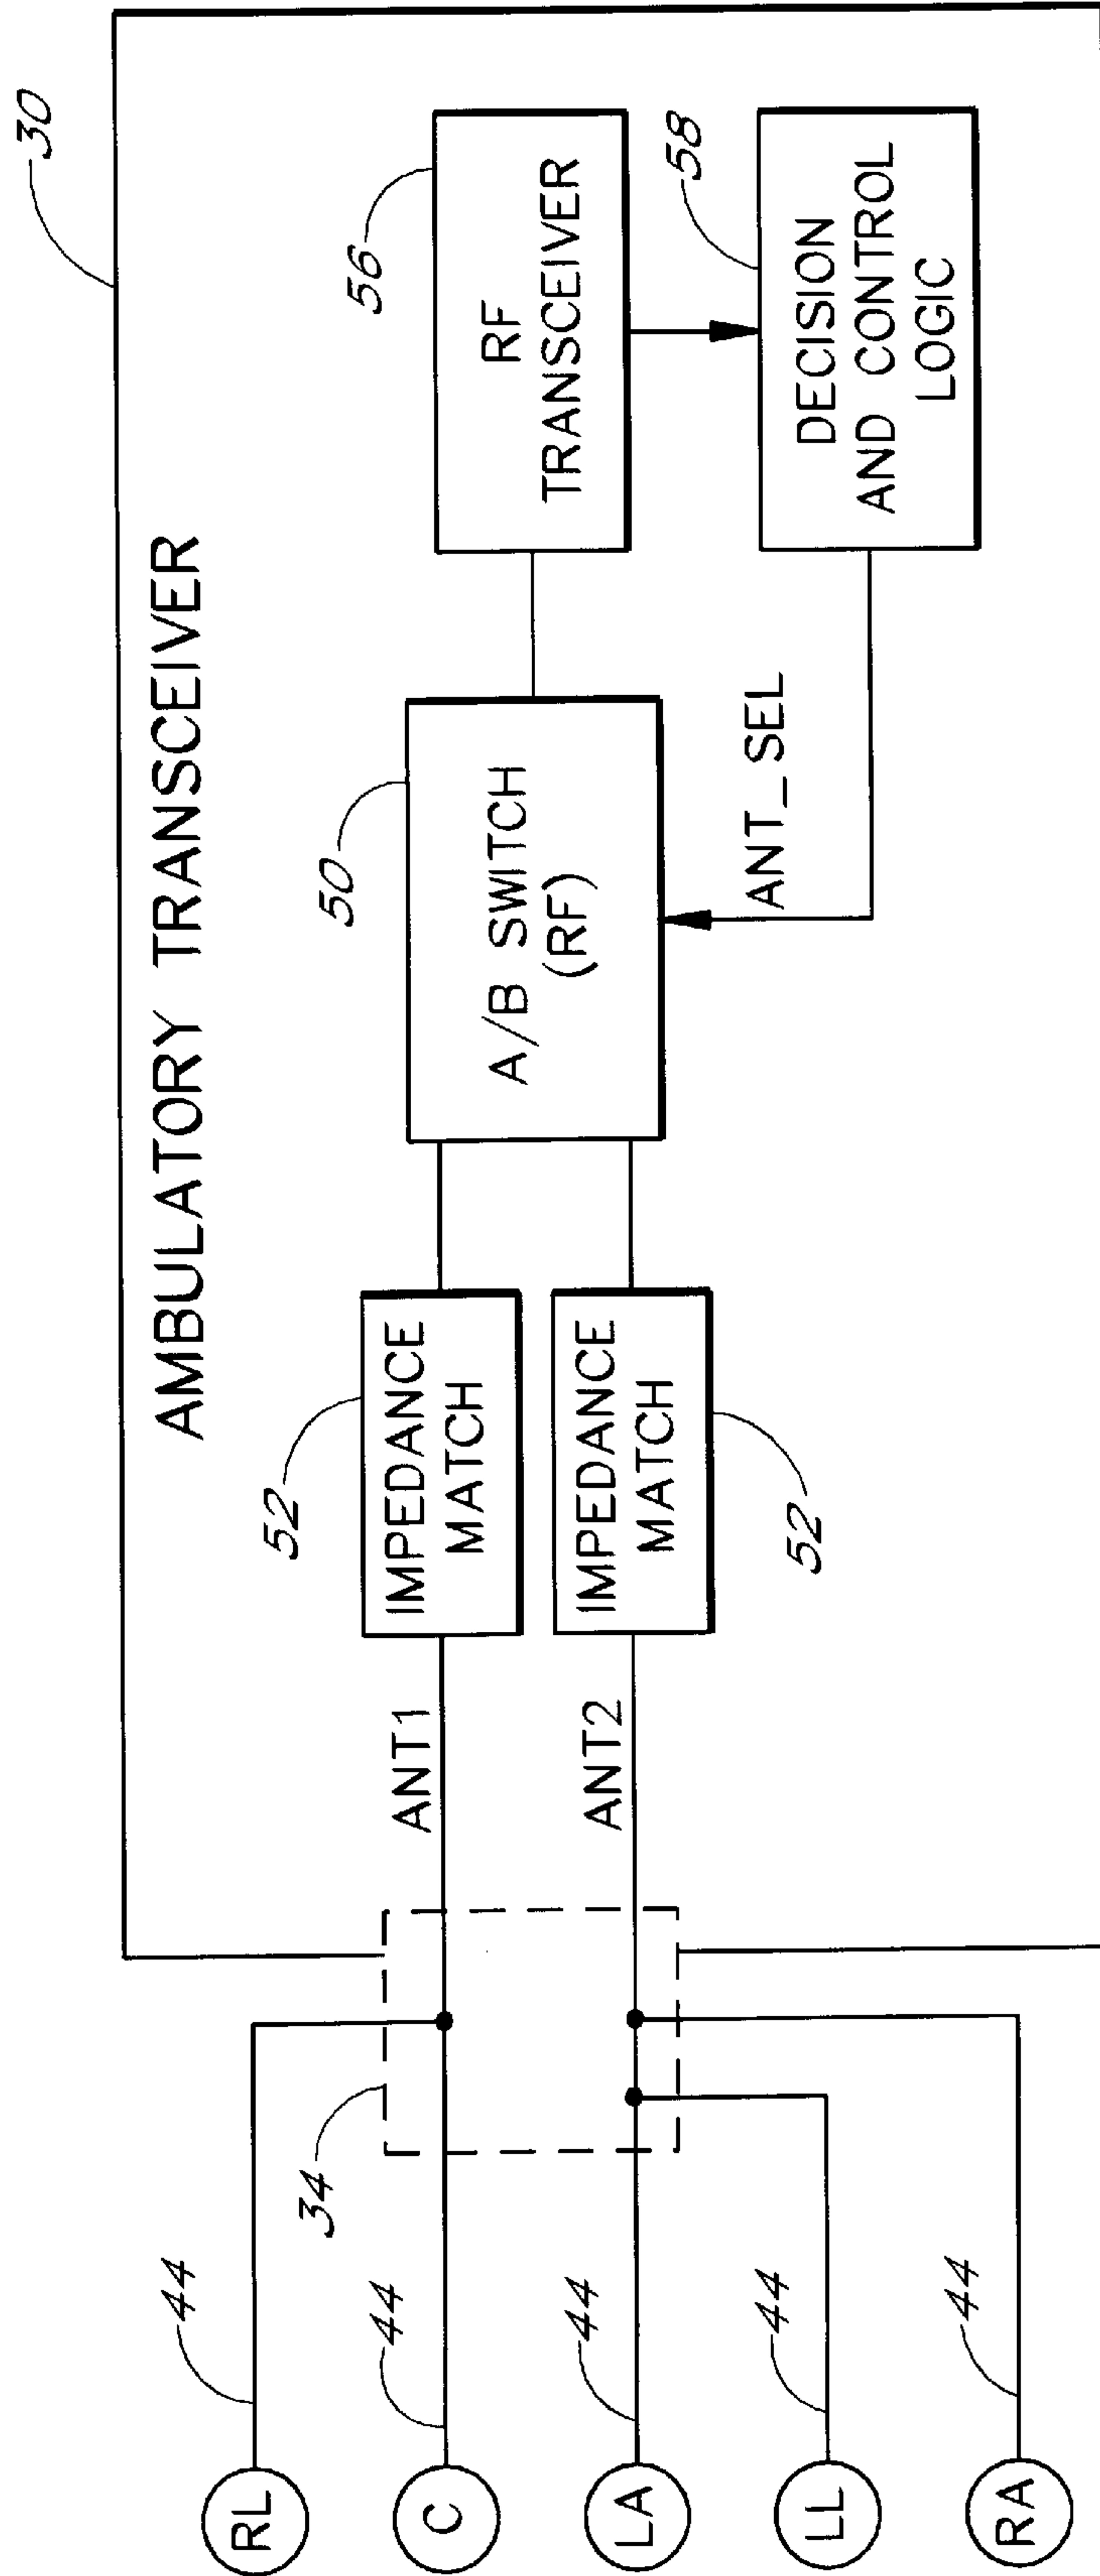 30
AMBULATORY TRANSCEIVER
56
RF
TRANSCEIVER
58
DECISION
AND CONTROL
LOGIC
50
A/B SWITCH
(RF)
ANT_SEL
52
IMPEDANCE
MATCH
IMPEDANCE
MATCH
52
ANT1
ANT2
34
44
44
44
44
44
RL
C
LA
LL
RA